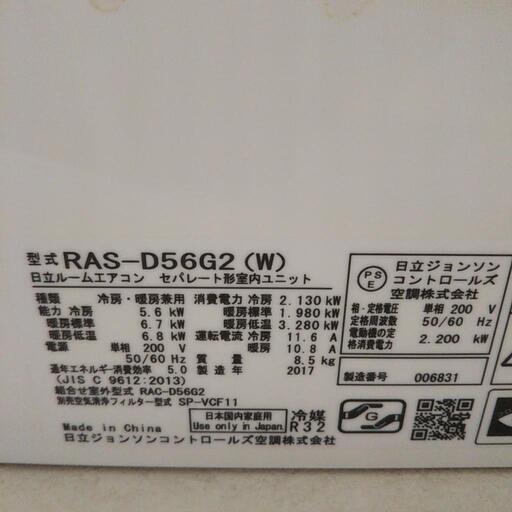 型式 RAS-D56G2 (W)
日立ルームエアコン セパレート形室内ユニット
種類 冷房・暖房兼用
能力 冷房 5.6 kW
暖房標準 6.7 kW
暖房低温 6.8 kW
電源 単相 200 V
50/60 Hz
通年エネルギー消費効率 5.0
(JIS C 9612:2013)
消費電力 冷房 2.130 kW
暖房標準 1.980 kW
暖房低温 3.280 kW
運転電流 冷房 11.6 A
暖房 10.8 A
質量 8.5 kg
製造年 2017
組合せ室外型式 RAC-D56G2
別売空気清浄フィルター型式 SP-VCF11
Made in China
日本国内家庭用
Use only in Japan.
冷媒
R32
日立ジョンソンコントロールズ空調株式会社
PS
E
日立ジョンソン
コントロールズ
空調株式会社
相・定格電圧 単相 200 V
定格周波数 50/60 Hz
電動機の定
格消費電力 2.200 kW
製造番号 006831
G